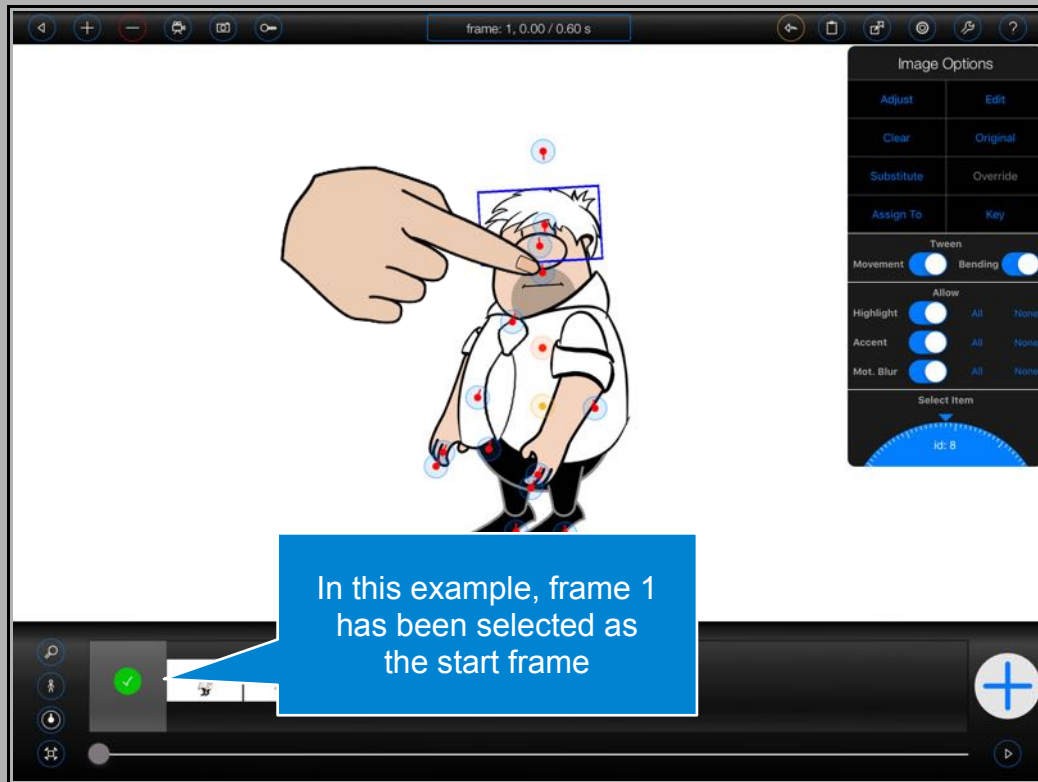 frame: 1, 0.00 / 0.60 s
?
Image Options
Adjust Edit
Clear Original
Substitute Override
Assign To Key
Tween
Movement Bending
Allow
Highlight All None
Accent All None
Mot. Blur All None
Select Item
id: 8
In this example, frame 1
has been selected as
the start frame